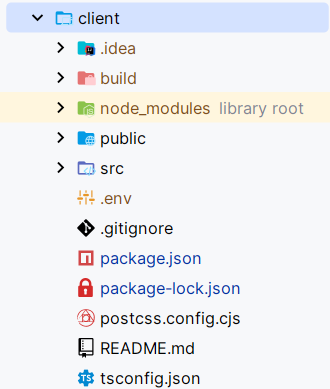 client
.idea
build
node_modules library root
public
src
.env
.gitignore
package.json
package-lock.json
postcss.config.cjs
README.md
tsconfig.json